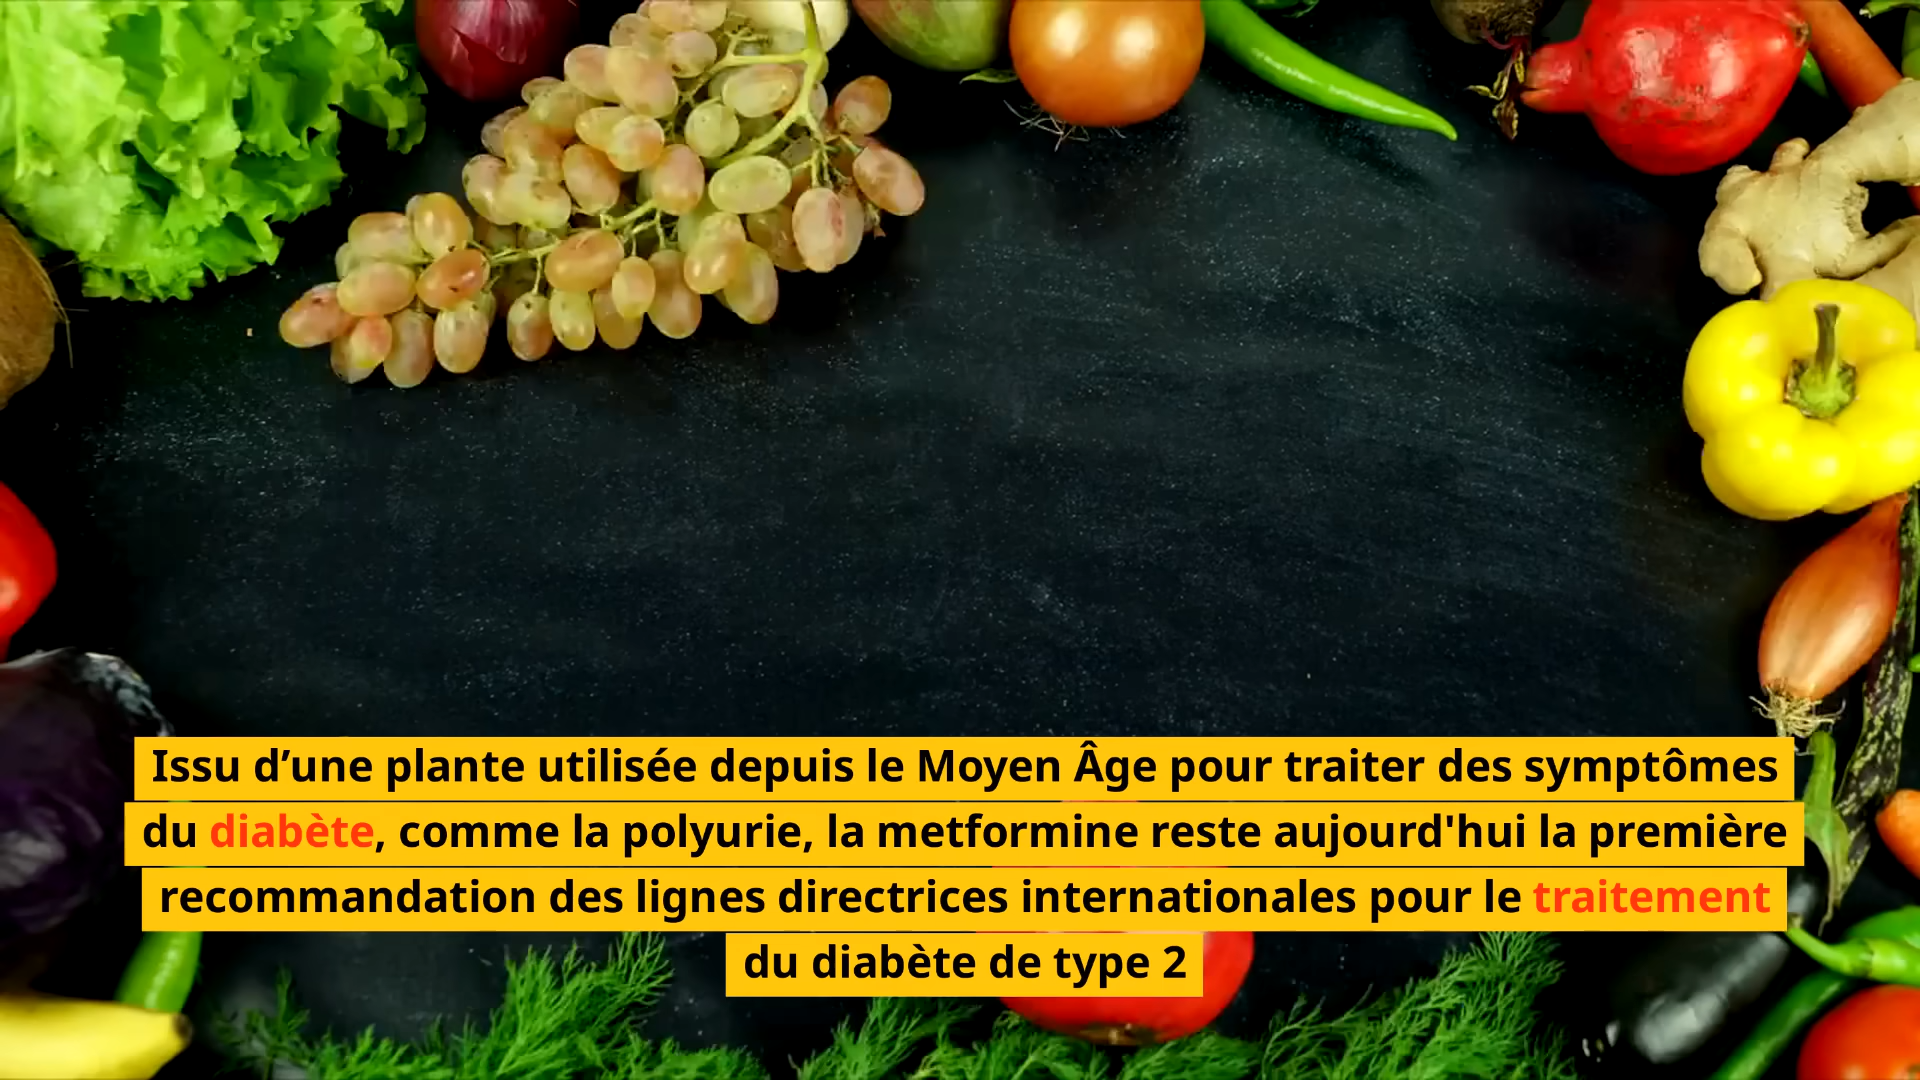 Issu d’une plante utilisée depuis le Moyen Âge pour traiter des symptômes
du diabète, comme la polyurie, la metformine reste aujourd'hui la première
recommandation des lignes directrices internationales pour le traitement
du diabète de type 2